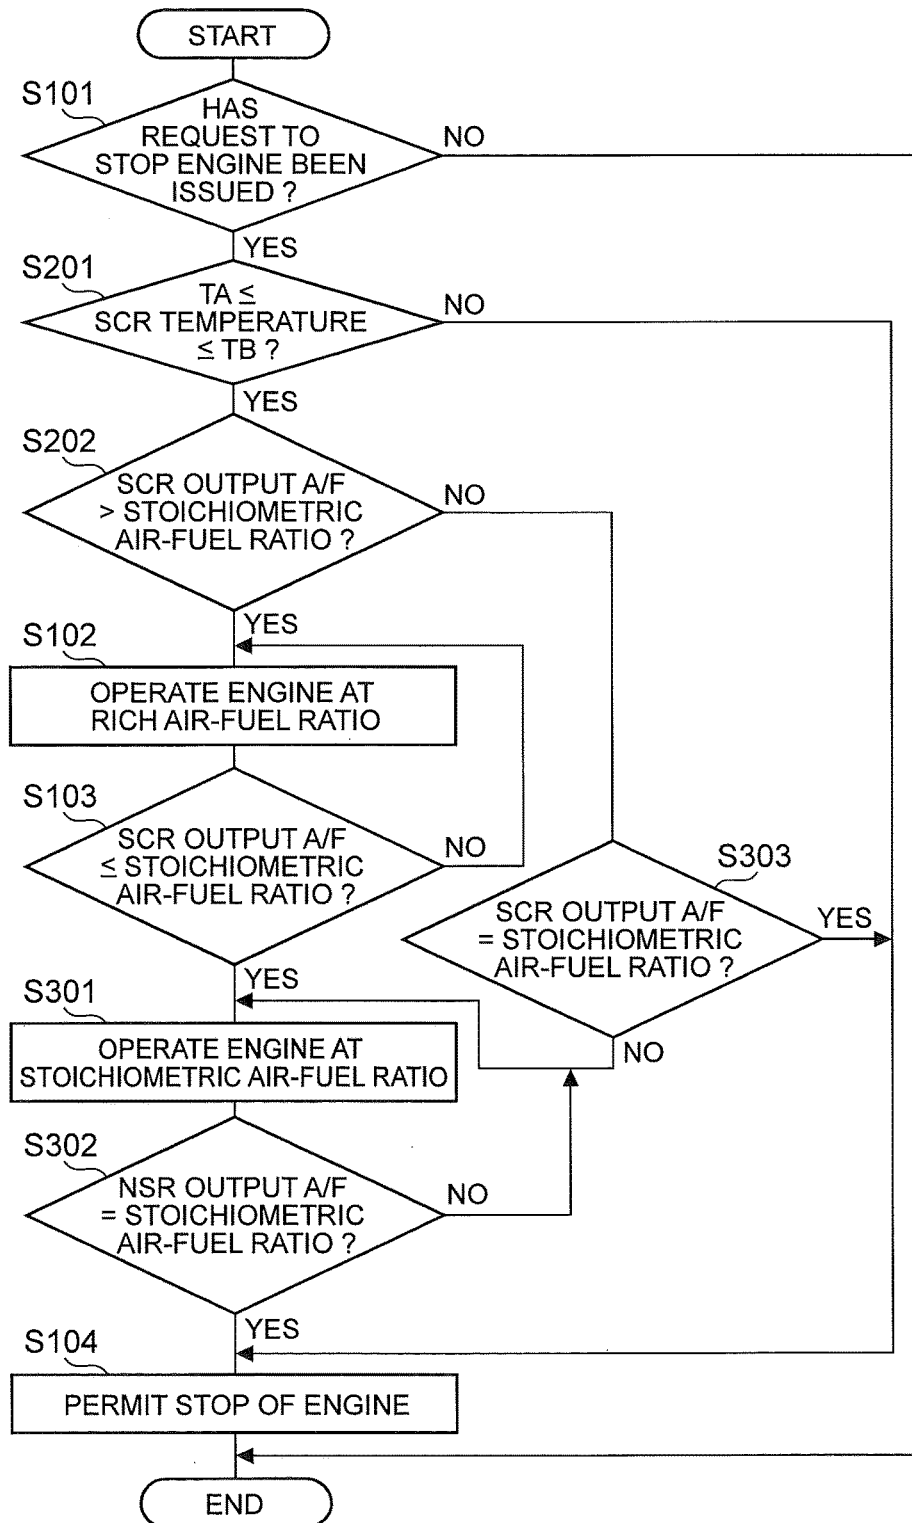 START
S101
HAS
REQUEST TO
STOP ENGINE BEEN
ISSUED ?
NO
YES
S201
TA ≤
SCR TEMPERATURE
≤ TB ?
NO
YES
S202
SCR OUTPUT A/F
> STOICHIOMETRIC
AIR-FUEL RATIO ?
NO
YES
S102
OPERATE ENGINE AT
RICH AIR-FUEL RATIO
S103
SCR OUTPUT A/F
≤ STOICHIOMETRIC
AIR-FUEL RATIO ?
NO
YES
S303
SCR OUTPUT A/F
= STOICHIOMETRIC
AIR-FUEL RATIO ?
YES
NO
S301
OPERATE ENGINE AT
STOICHIOMETRIC AIR-FUEL RATIO
S302
NSR OUTPUT A/F
= STOICHIOMETRIC
AIR-FUEL RATIO ?
NO
YES
S104
PERMIT STOP OF ENGINE
END